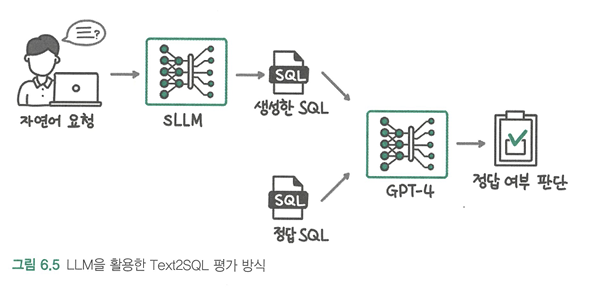 자연어 요청
sLLM
SQL
생성한 SQL
SQL
정답 SQL
GPT-4
정답 여부 판단
그림 6.5 LLM을 활용한 Text2SQL 평가 방식